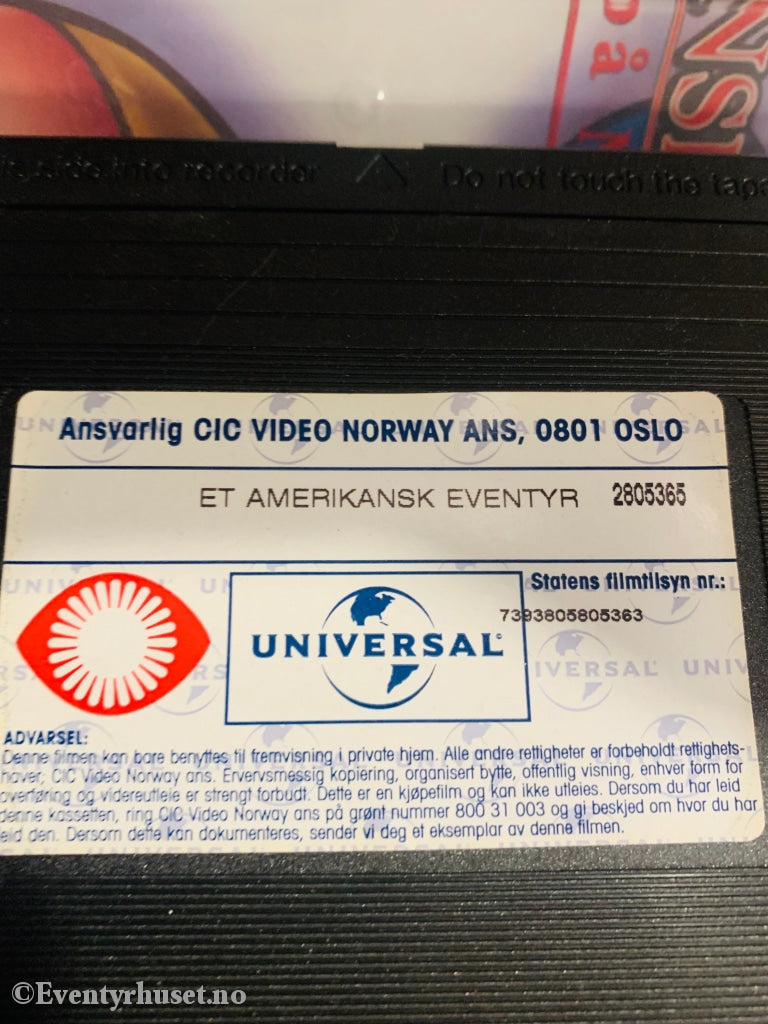 NSK
på
side into recorder
Do not touch the tape
Ansvarlig CIC VIDEO NORWAY ANS, 0801 OSLO
ET AMERIKANSK EVENTYR 2805365
Statens filmtilsyn nr.:
7393805805363
UNIVERSAL
ADVARSEL:
Denne filmen kan bare benyttes til fremvisning i private hjem. Alle andre rettigheter er forbeholdt rettighets-
haver, CIC Video Norway ans. Ervervsmessig kopiering, organisert bytte, offentlig visning, enhver form for
overføring og videreutleie er strengt forbudt. Dette er en kjøpefilm og kan ikke utleies. Dersom du har leid
denne kassetten, ring CIC Video Norway ans på grønt nummer 800 31 003 og gi beskjed om hvor du har
leid den. Dersom dette kan dokumenteres, sender vi deg et eksemplar av denne filmen.
©Eventyrhuset.no